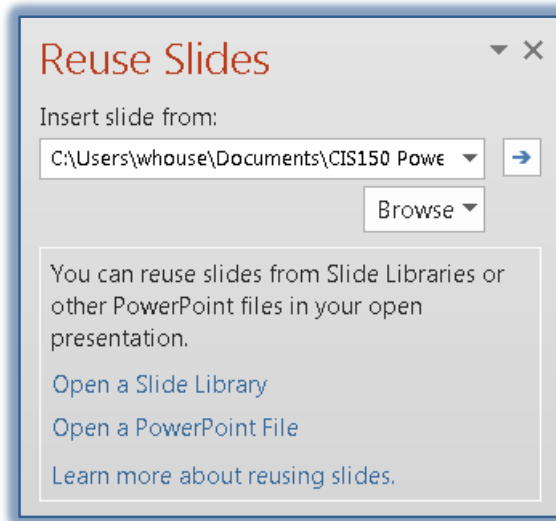 Reuse Slides
Insert slide from:
C:\Users\whouse\Documents\CIS150 Powe
Browse
You can reuse slides from Slide Libraries or
other PowerPoint files in your open
presentation.
Open a Slide Library
Open a PowerPoint File
Learn more about reusing slides.